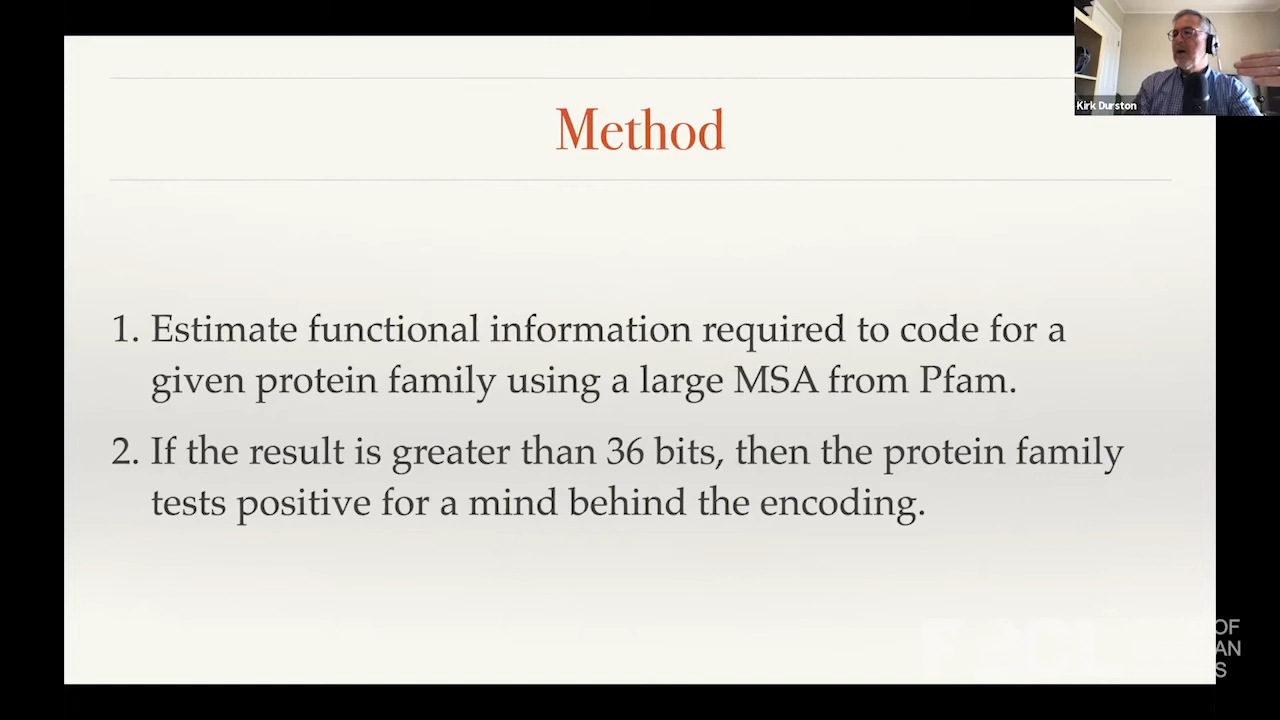 Kirk Durston
Method
1. Estimate functional information required to code for a
given protein family using a large MSA from Pfam.
2. If the result is greater than 36 bits, then the protein family
tests positive for a mind behind the encoding.
OF